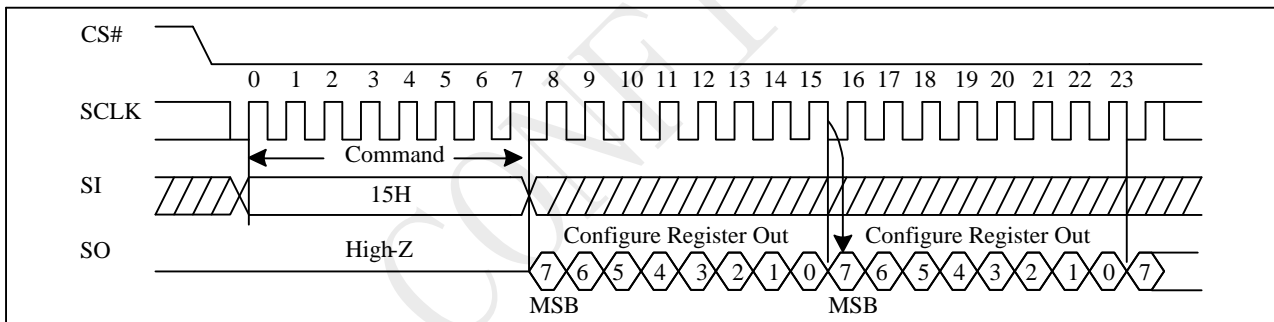 CS#
0 1 2 3 4 5 6 7 8 9 10 11 12 13 14 15 16 17 18 19 20 21 22 23
SCLK
Command
SI 15H
Configure Register Out Configure Register Out
SO High-Z
7 6 5 4 3 2 1 0 7 6 5 4 3 2 1 0 7
MSB MSB